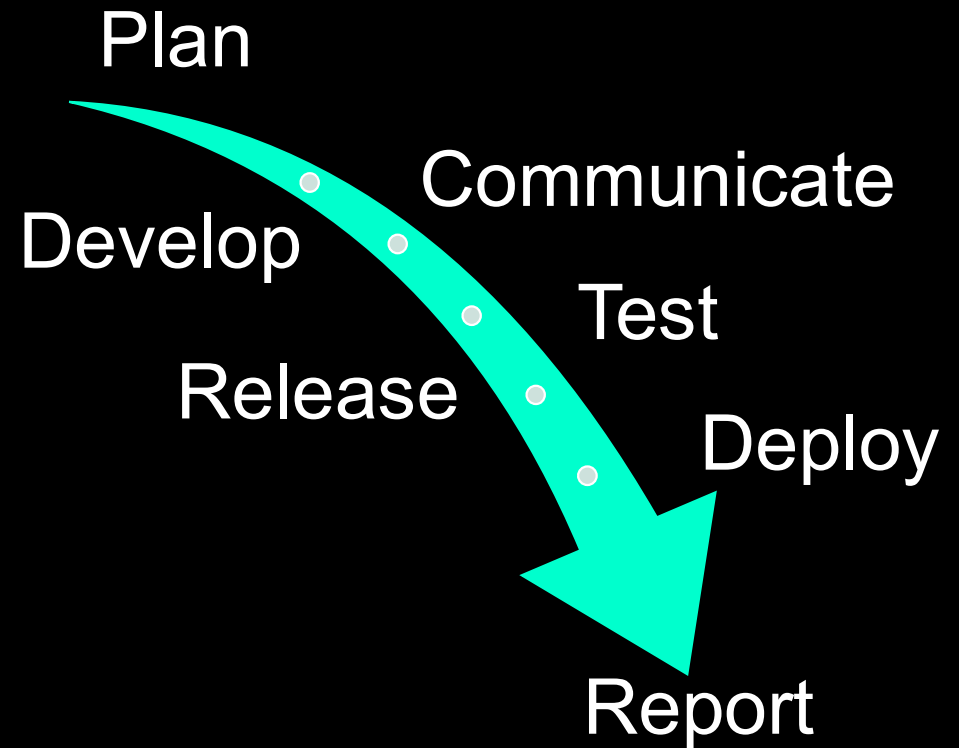 Plan
Communicate
Develop
Test
Release
Deploy
Report